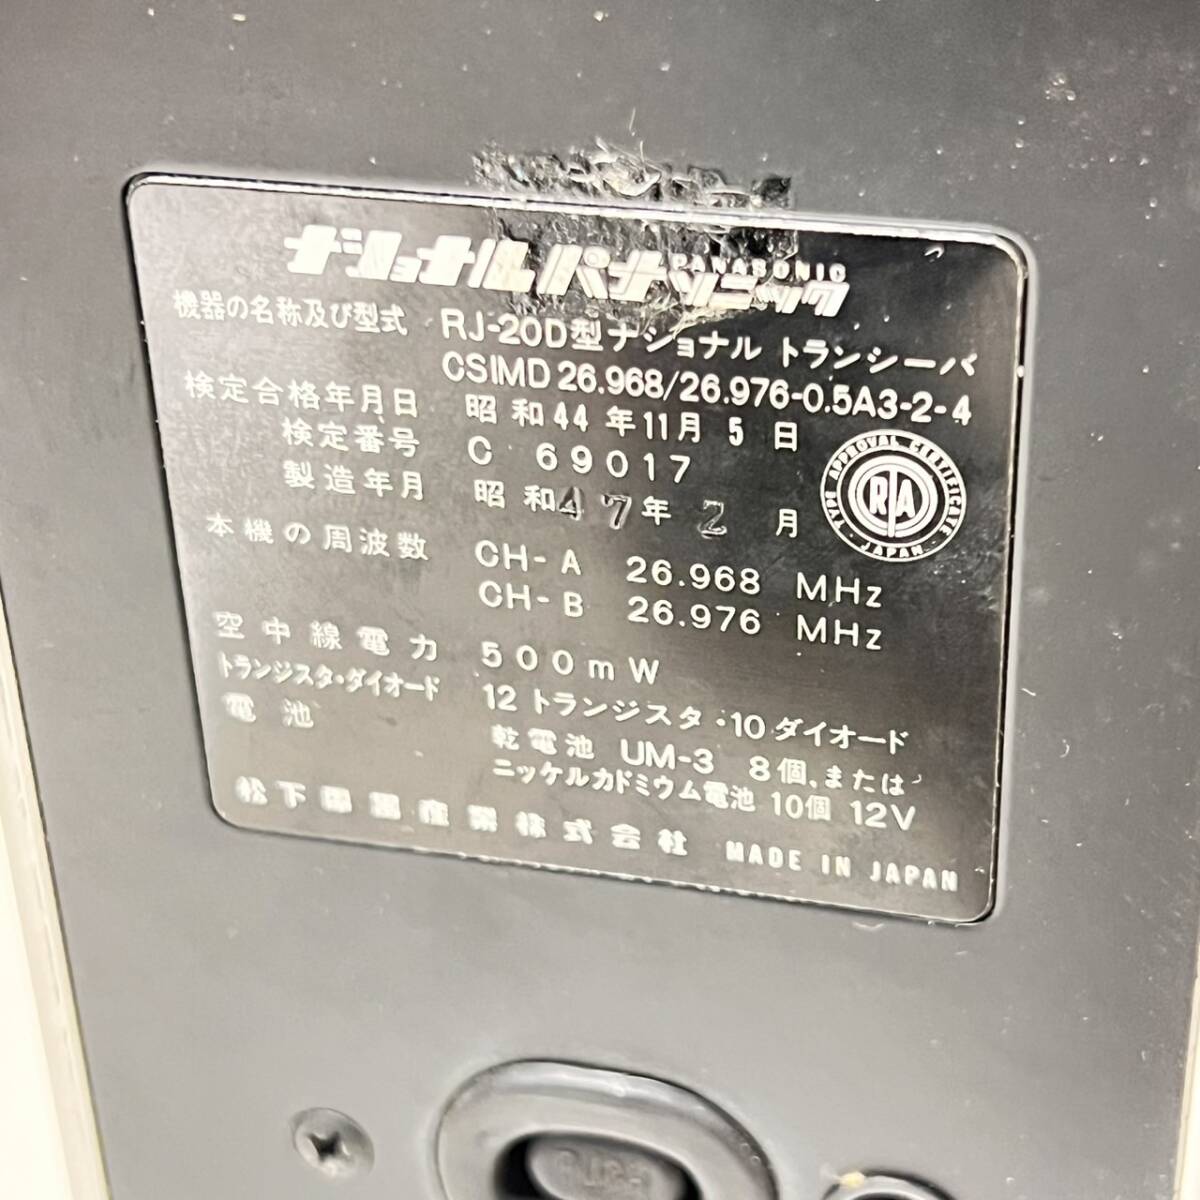 ナショナルパナソニック
PANASONIC
機器の名称及び型式 RJ-20D型ナショナル トランシーバ
CSIMD 26.968/26.976-0.5A3-2-4
検定合格年月日 昭和44年11月5日
検定番号 C 69017
製造年月 昭和47年2月
TYPE APPROVAL CERTIFICATE
RTA
JAPAN
本機の周波数 CH-A 26.968 MHz
CH-B 26.976 MHz
空中線電力 500mW
トランジスタ・ダイオード 12トランジスタ・10ダイオード
電池 乾電池 UM-3 8個、または
ニッケルカドミウム電池 10個 12V
松下電器産業株式会社 MADE IN JAPAN